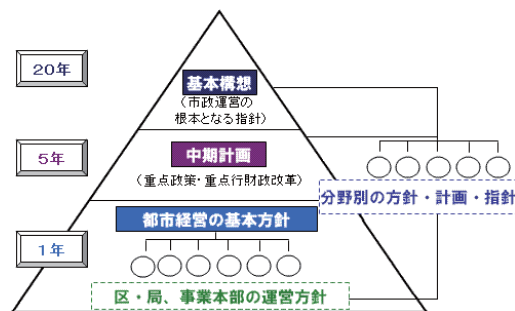 20年
基本構想
(市政運営の
根本となる指針)
5年
中期計画
(重点政策・重点行財政改革)
分野別の方針・計画・指針
都市経営の基本方針
1年
区・局、事業本部の運営方針